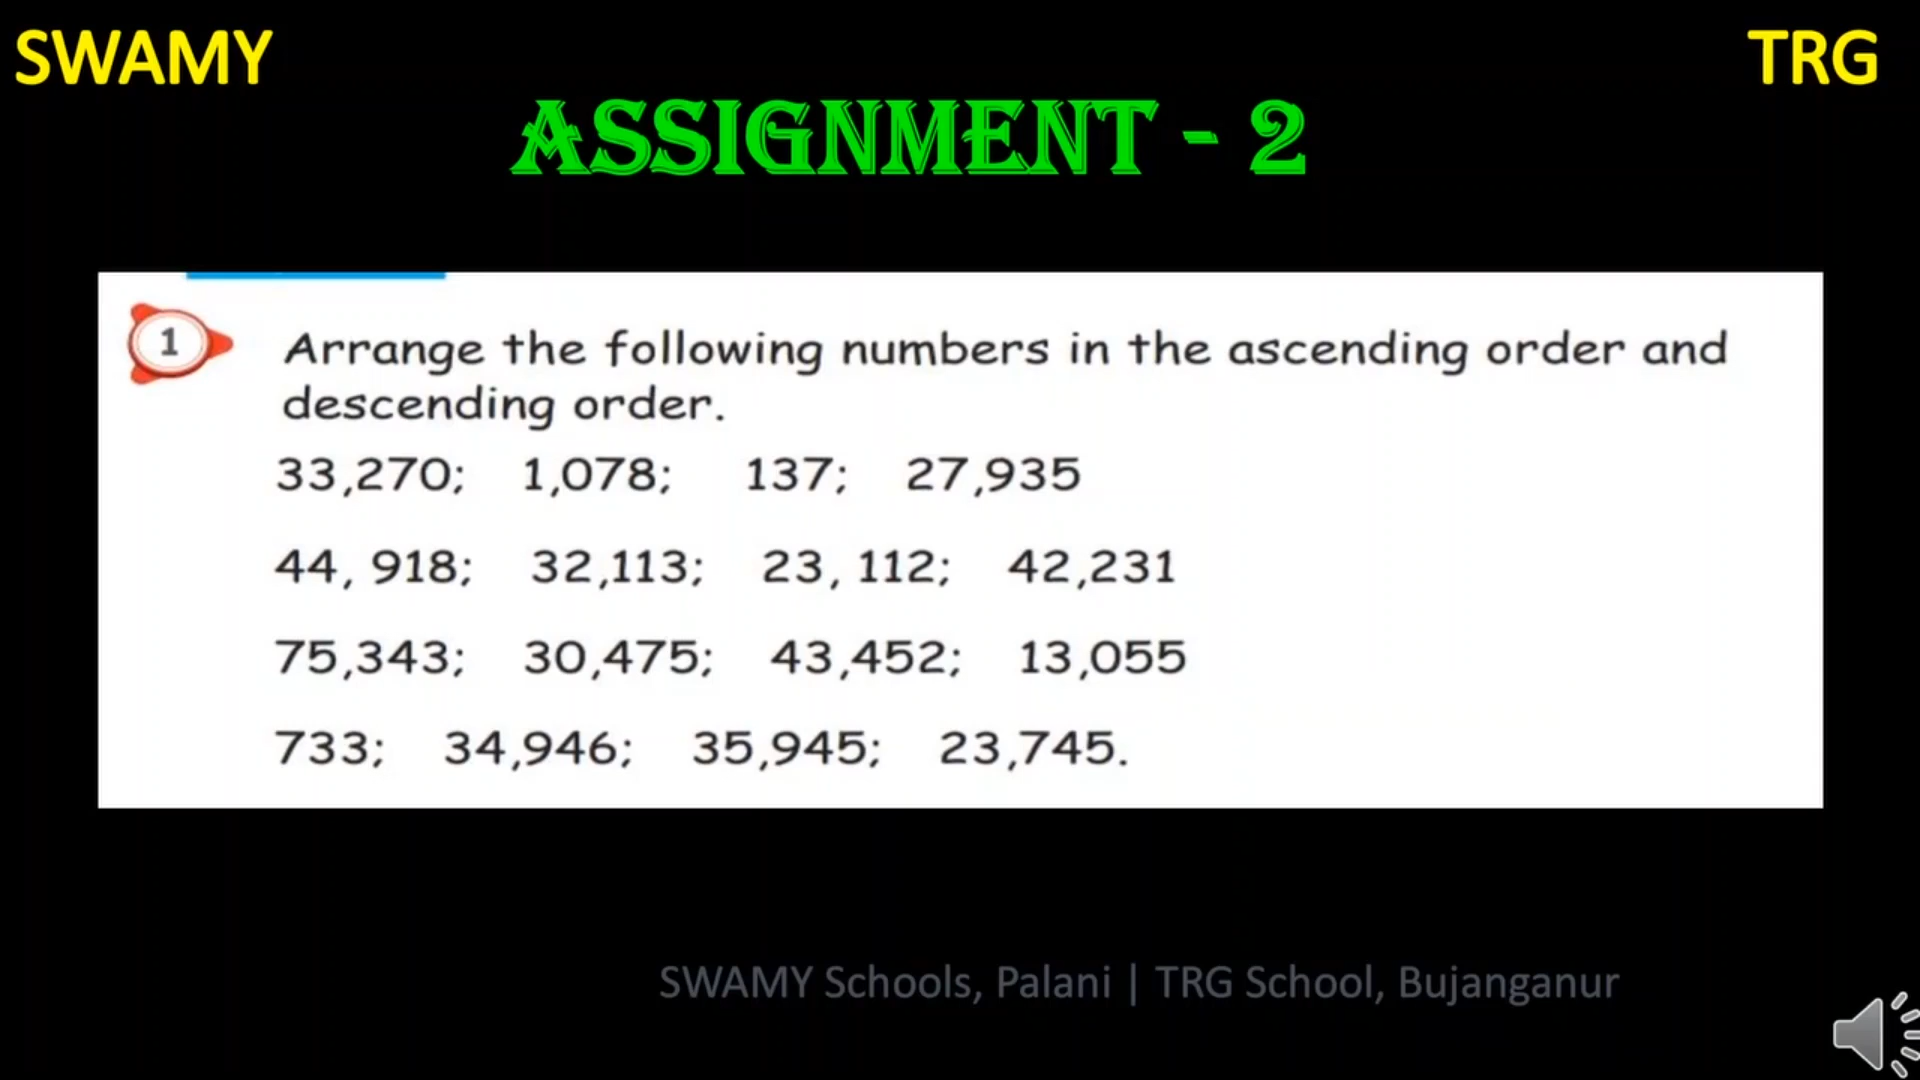 SWAMY
TRG
ASSIGNMENT - 2
1
Arrange the following numbers in the ascending order and
descending order.
33,270; 1,078; 137; 27,935
44, 918; 32,113; 23, 112; 42,231
75,343; 30,475; 43,452; 13,055
733; 34,946; 35,945; 23,745.
SWAMY Schools, Palani | TRG School, Bujanganur